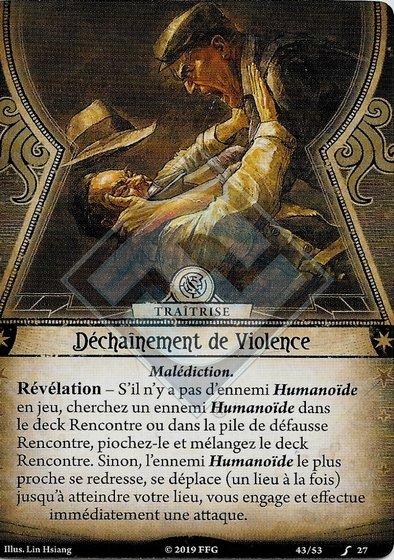 TRAÎTRISE
Déchaînement de Violence
Malédiction.
Révélation – S'il n'y a pas d'ennemi Humanoïde
en jeu, cherchez un ennemi Humanoïde dans
le deck Rencontre ou dans la pile de défausse
Rencontre, piochez-le et mélangez le deck
Rencontre. Sinon, l'ennemi Humanoïde le plus
proche se redresse, se déplace (un lieu à la fois)
jusqu'à atteindre votre lieu, vous engage et effectue
immédiatement une attaque.
Illus. Lin Hsiang © 2019 FFG 43/53 27